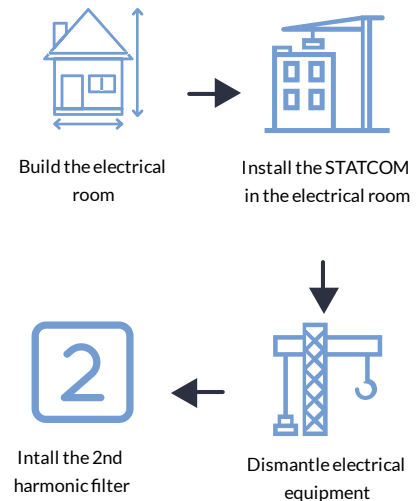 Build the electrical
room
Install the STATCOM
in the electrical room
2
Intall the 2nd
harmonic filter
Dismantle electrical
equipment